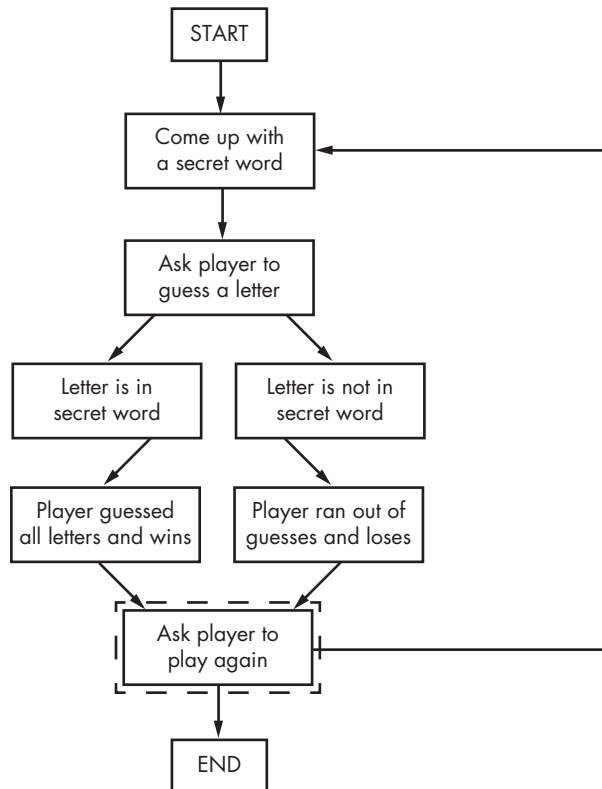 START
Come up with
a secret word
Ask player to
guess a letter
Letter is in
secret word
Letter is not in
secret word
Player guessed
all letters and wins
Player ran out of
guesses and loses
Ask player to
play again
END